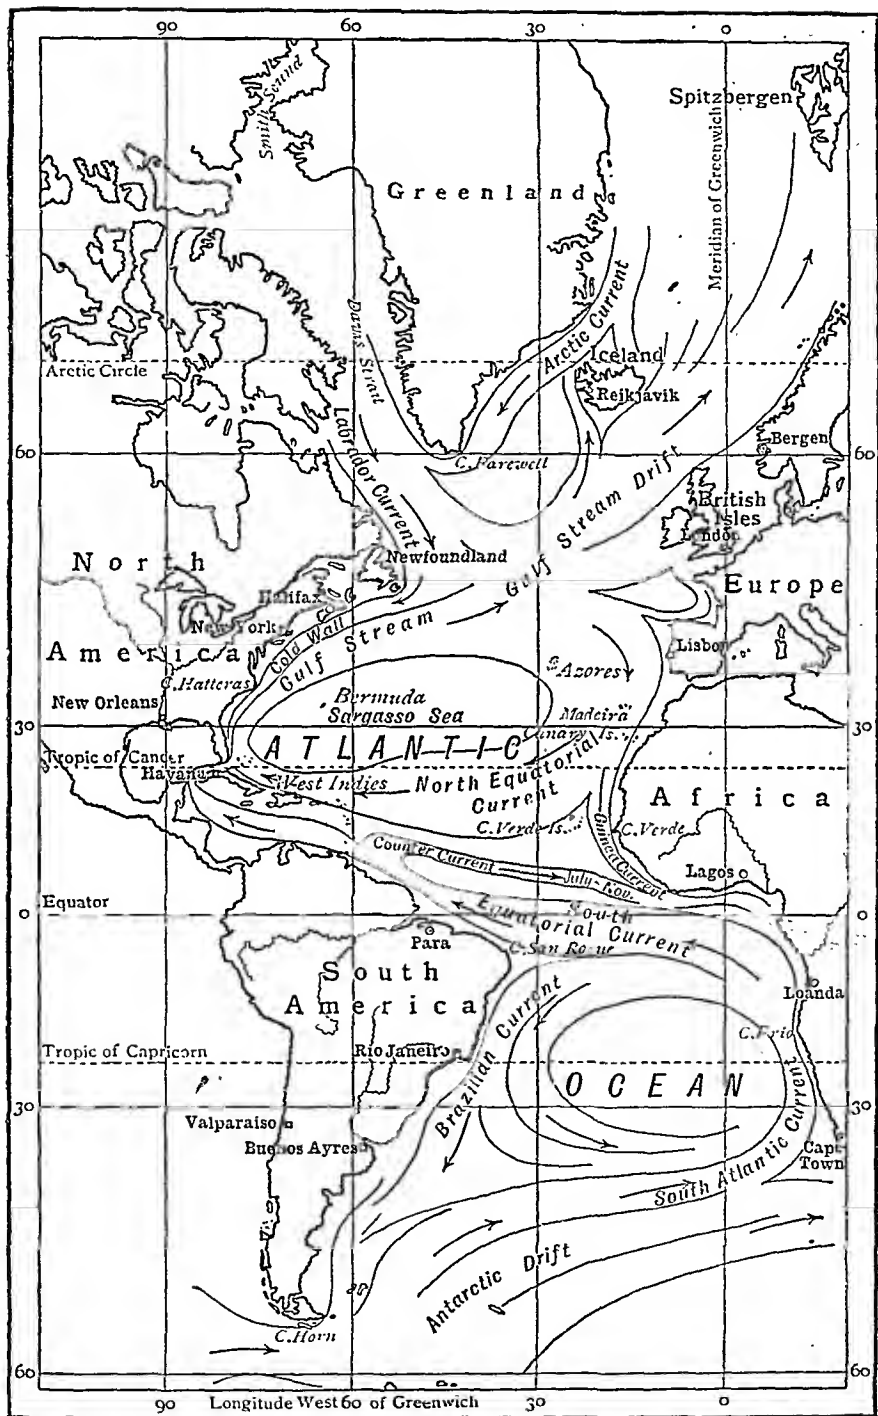 90 60 30 0
Smith Sound
Spitzbergen
Greenland
Meridian of Greenwich
Davis Strait
Arctic Current
Iceland
Reikjavik
Arctic Circle
Labrador Current
60 60
C. Farewell
Bergen
Gulf Stream Drift
British
Isles
London
Newfoundland
North
America
Europe
Halifax
New York
Cold Wall
Gulf Stream
Lisbon
Azores
C. Hatteras
New Orleans
Bermuda
Sargasso Sea
Madeira
Canary Is.
30 30
ATLANTIC
Tropic of Cancer
Havana
West Indies
North Equatorial
Current
Africa
C. Verde Is.
C. Verde
Guinea Current
Counter Current
July-Nov.
Lagos
Equator
0 0
South
Equatorial Current
Para
C. San Roque
South
America
Loanda
Brazilian Current
C. Frio
Tropic of Capricorn
Rio Janeiro
OCEAN
30 30
Valparaiso
Buenos Ayres
South Atlantic Current
Cape
Town
Antarctic Drift
C. Horn
60 60
90 Longitude West 60 of Greenwich 30 0